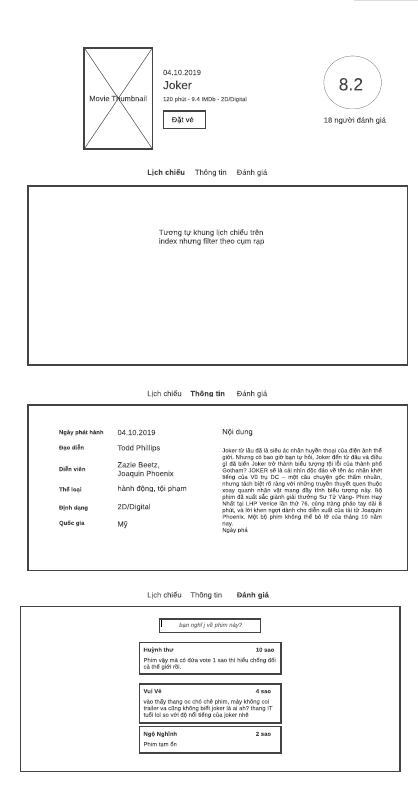 Movie Thumbnail
04.10.2019
Joker
120 phút - 9.4 IMDb - 2D/Digital
Đặt vé
8.2
18 người đánh giá
Lịch chiếu Thông tin Đánh giá
Tương tự khung lịch chiếu trên
index nhưng filter theo cụm rạp
Lịch chiếu Thông tin Đánh giá
Ngày phát hành 04.10.2019
Đạo diễn Todd Phillips
Diễn viên Zazie Beetz,
Joaquin Phoenix
Thể loại hành động, tội phạm
Định dạng 2D/Digital
Quốc gia Mỹ
Nội dung
Joker từ lâu đã là siêu ác nhân huyền thoại của điện ảnh thế
giới. Nhưng có bao giờ bạn tự hỏi, Joker đến từ đâu và điều
gì đã biến Joker trở thành biểu tượng tội lỗi của thành phố
Gotham? JOKER sẽ là cái nhìn độc đáo về tên ác nhân khét
tiếng của Vũ trụ DC – một câu chuyện gốc thấm nhuần,
nhưng tách biệt rõ ràng với những truyền thuyết quen thuộc
xoay quanh nhân vật mang đầy tính biểu tượng này. Bộ
phim đã xuất sắc giành giải thưởng Sư Tử Vàng- Phim Hay
Nhất tại LHP Venice lần thứ 76, cùng tràng pháo tay dài 8
phút, và lời khen ngợi dành cho diễn xuất của tài tử Joaquin
Phoenix. Một bộ phim không thể bỏ lỡ của tháng 10 năm
nay.
Ngày phá
Lịch chiếu Thông tin Đánh giá
bạn nghĩ j về phim này?
Huỳnh thư 10 sao
Phim vậy mà có đứa vote 1 sao thì hiểu chống đối
cả thế giới rồi.
Vui Vẻ 4 sao
vào thấy thang oc chó chê phim, mày không coi
trailer va cũng không biết joker là ai ah? thang IT
tuổi loi so với độ nổi tiếng của joker nhé
Ngộ Nghĩnh 2 sao
Phim tạm ổn